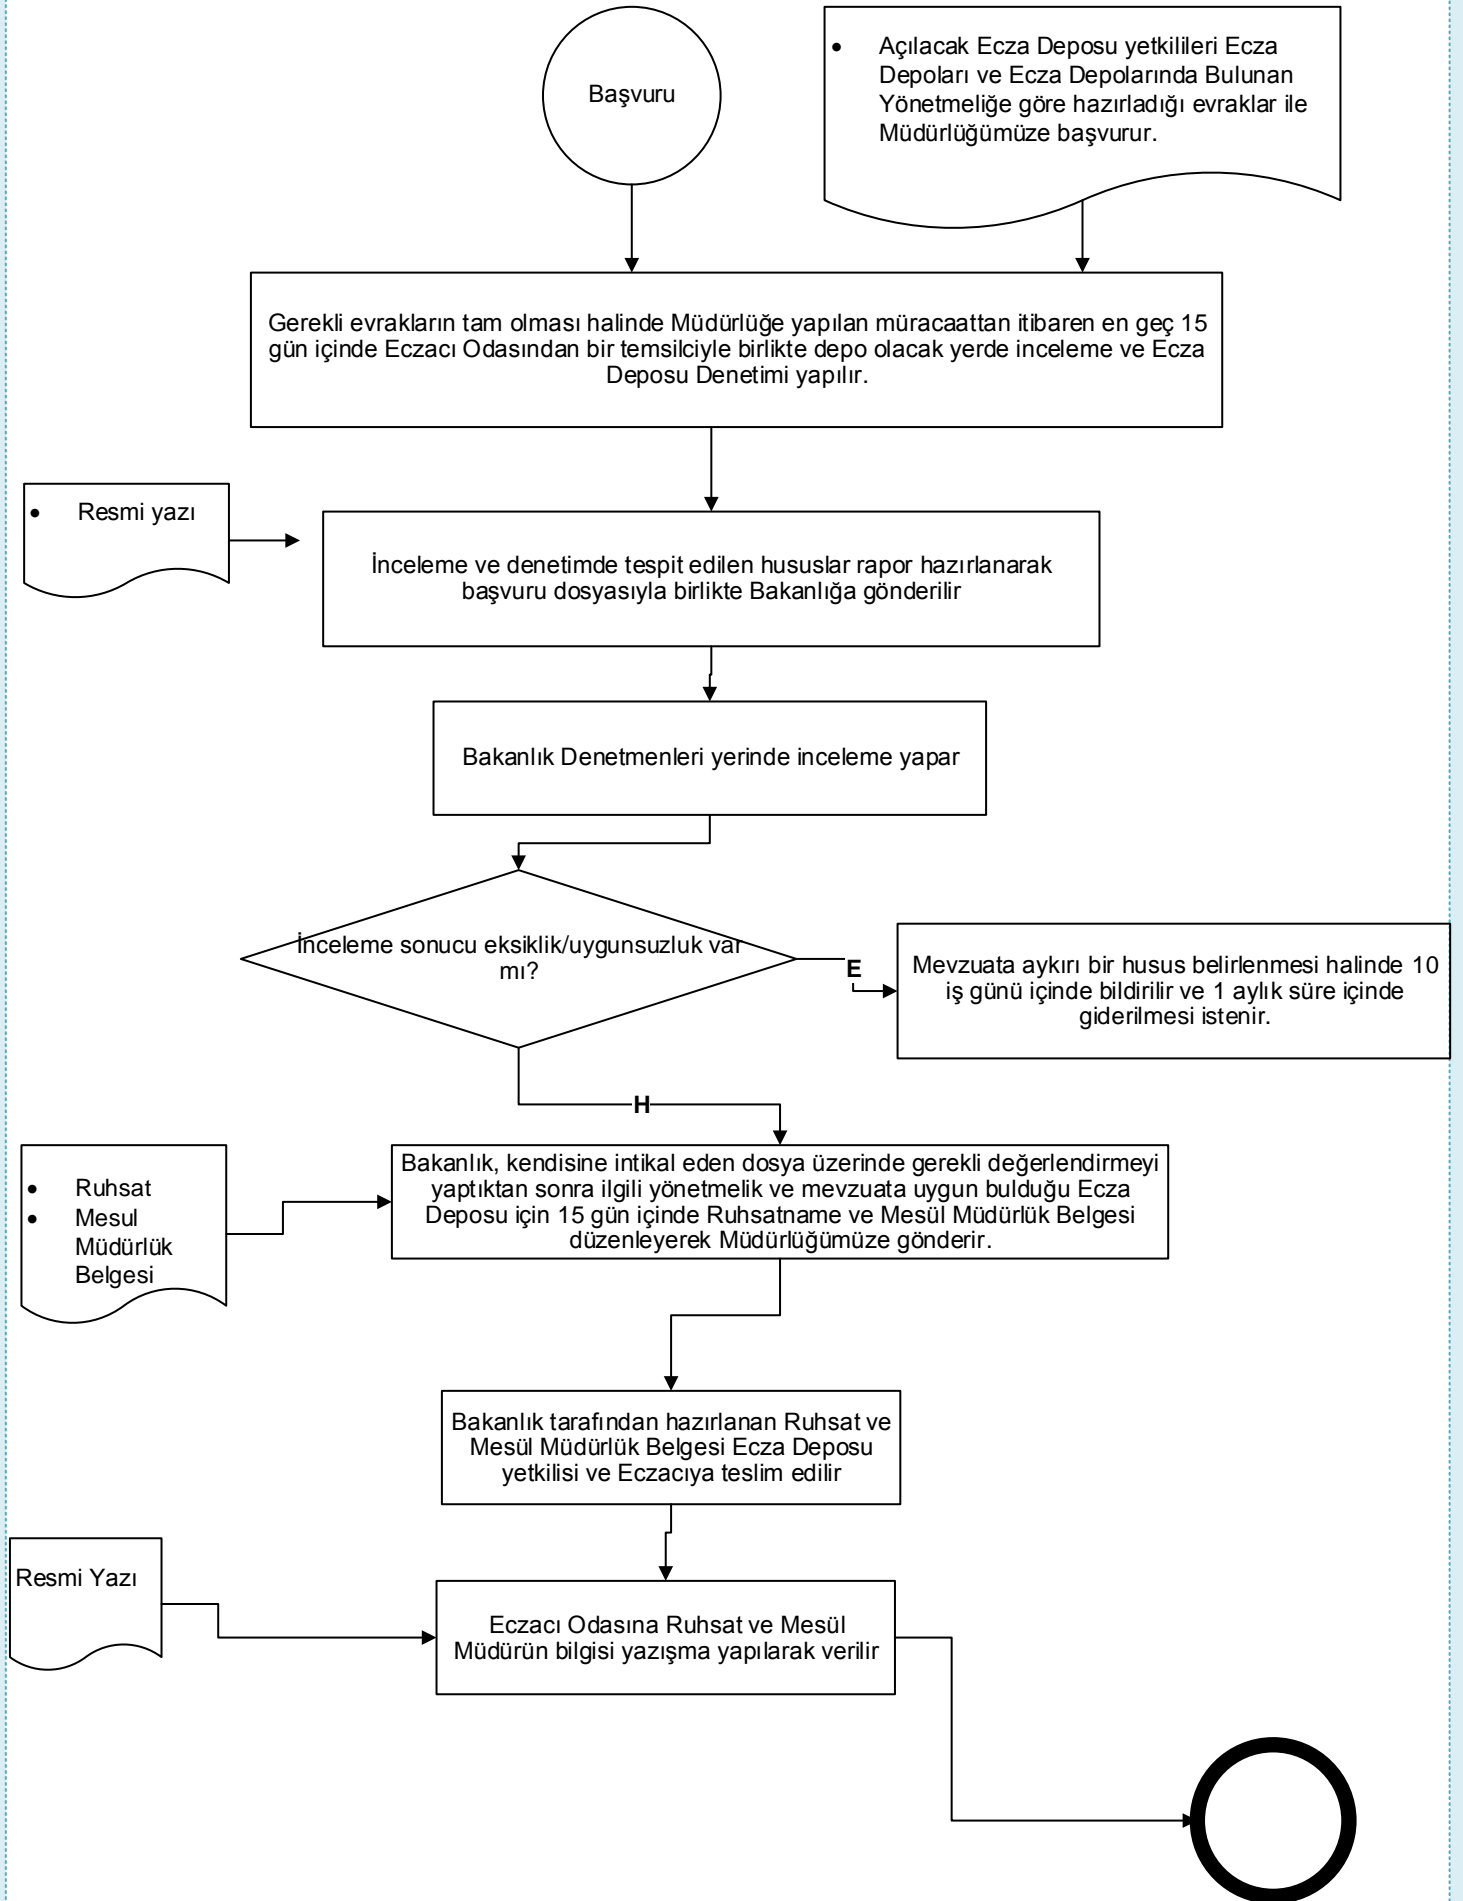 Başvuru
• Açılacak Ecza Deposu yetkilileri Ecza
Depoları ve Ecza Depolarında Bulunan
Yönetmeliğe göre hazırladığı evraklar ile
Müdürlüğümüze başvurur.
Gerekli evrakların tam olması halinde Müdürlüğe yapılan müracaattan itibaren en geç 15
gün içinde Eczacı Odasından bir temsilciyle birlikte depo olacak yerde inceleme ve Ecza
Deposu Denetimi yapılır.
• Resmi yazı
İnceleme ve denetimde tespit edilen hususlar rapor hazırlanarak
başvuru dosyasıyla birlikte Bakanlığa gönderilir
Bakanlık Denetmenleri yerinde inceleme yapar
İnceleme sonucu eksiklik/uygunsuzluk var
mı?
E
Mevzuata aykırı bir husus belirlenmesi halinde 10
iş günü içinde bildirilir ve 1 aylık süre içinde
giderilmesi istenir.
H
• Ruhsat
• Mesul
Müdürlük
Belgesi
Bakanlık, kendisine intikal eden dosya üzerinde gerekli değerlendirmeyi
yaptıktan sonra ilgili yönetmelik ve mevzuata uygun bulduğu Ecza
Deposu için 15 gün içinde Ruhsatname ve Mesül Müdürlük Belgesi
düzenleyerek Müdürlüğümüze gönderir.
Bakanlık tarafından hazırlanan Ruhsat ve
Mesül Müdürlük Belgesi Ecza Deposu
yetkilisi ve Eczacıya teslim edilir
Resmi Yazı
Eczacı Odasına Ruhsat ve Mesül
Müdürün bilgisi yazışma yapılarak verilir